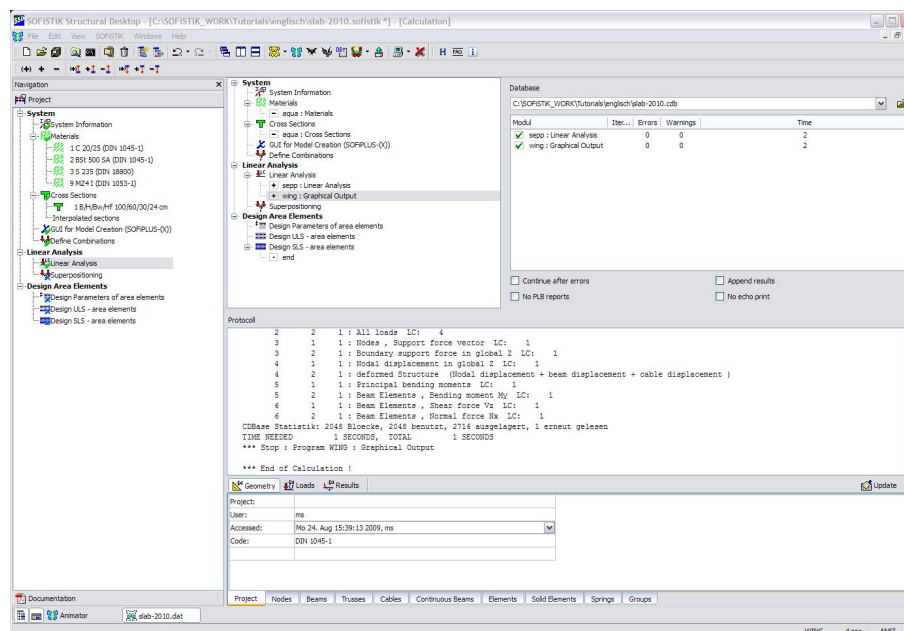 SOFiSTiK Structural Desktop - [C:\SOFiSTiK_WORK\Tutorials\englisch\slab-2010.sofistik *] - [Calculation]
File Edit View SOFiSTiK Windows Help
Navigation
Project
System
System Information
Materials
1 C 20/25 (DIN 1045-1)
2 BSt 500 SA (DIN 1045-1)
3 S 235 (DIN 18800)
9 MZ4 I (DIN 1053-1)
Cross Sections
1 B/H/Bw/Hf 100/60/30/24 cm
Interpolated sections
GUI for Model Creation (SOFiPLUS-(X))
Define Combinations
Linear Analysis
Linear Analysis
Superpositioning
Design Area Elements
Design Parameters of area elements
Design ULS - area elements
Design SLS - area elements
Documentation
System
System Information
Materials
aqua : Materials
Cross Sections
aqua : Cross Sections
GUI for Model Creation (SOFiPLUS-(X))
Define Combinations
Linear Analysis
Linear Analysis
sepp : Linear Analysis
wing : Graphical Output
Superpositioning
Design Area Elements
Design Parameters of area elements
Design ULS - area elements
Design SLS - area elements
end
Database
C:\SOFiSTiK_WORK\Tutorials\englisch\slab-2010.cdb
Modul Iter... Errors Warnings Time
sepp : Linear Analysis 0 0 2
wing : Graphical Output 0 0 2
Continue after errors Append results
No PLB reports No echo print
Protocoll
2 2 1 : All loads LC: 4
3 1 1 : Nodes , Support force vector LC: 1
3 2 1 : Boundary support force in global Z LC: 1
4 1 1 : Nodal displacement in global Z LC: 1
4 2 1 : deformed Structure (Nodal displacement + beam displacement + cable displacement )
5 1 1 : Principal bending moments LC: 1
5 2 1 : Beam Elements , Bending moment My LC: 1
6 1 1 : Beam Elements , Shear force Vz LC: 1
6 2 1 : Beam Elements , Normal force Nx LC: 1
CDBase Statistik: 2048 Bloecke, 2048 benutzt, 2716 ausgelagert, 1 erneut gelesen
TIME NEEDED 1 SECONDS, TOTAL 1 SECONDS
*** Stop : Program WING : Graphical Output
*** End of Calculation !
Geometry Loads Results Update
Project:
User: ms
Accessed: Mo 24. Aug 15:39:13 2009, ms
Code: DIN 1045-1
Project Nodes Beams Trusses Cables Continuous Beams Elements Solid Elements Springs Groups
Animator slab-2010.dat